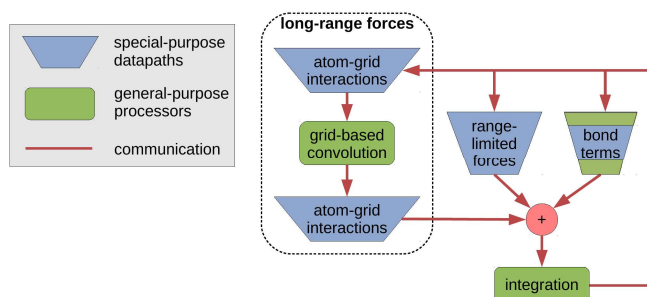 long-range forces
special-purpose
datapaths
general-purpose
processors
communication
atom-grid
interactions
grid-based
convolution
atom-grid
interactions
range-
limited
forces
bond
terms
+
integration